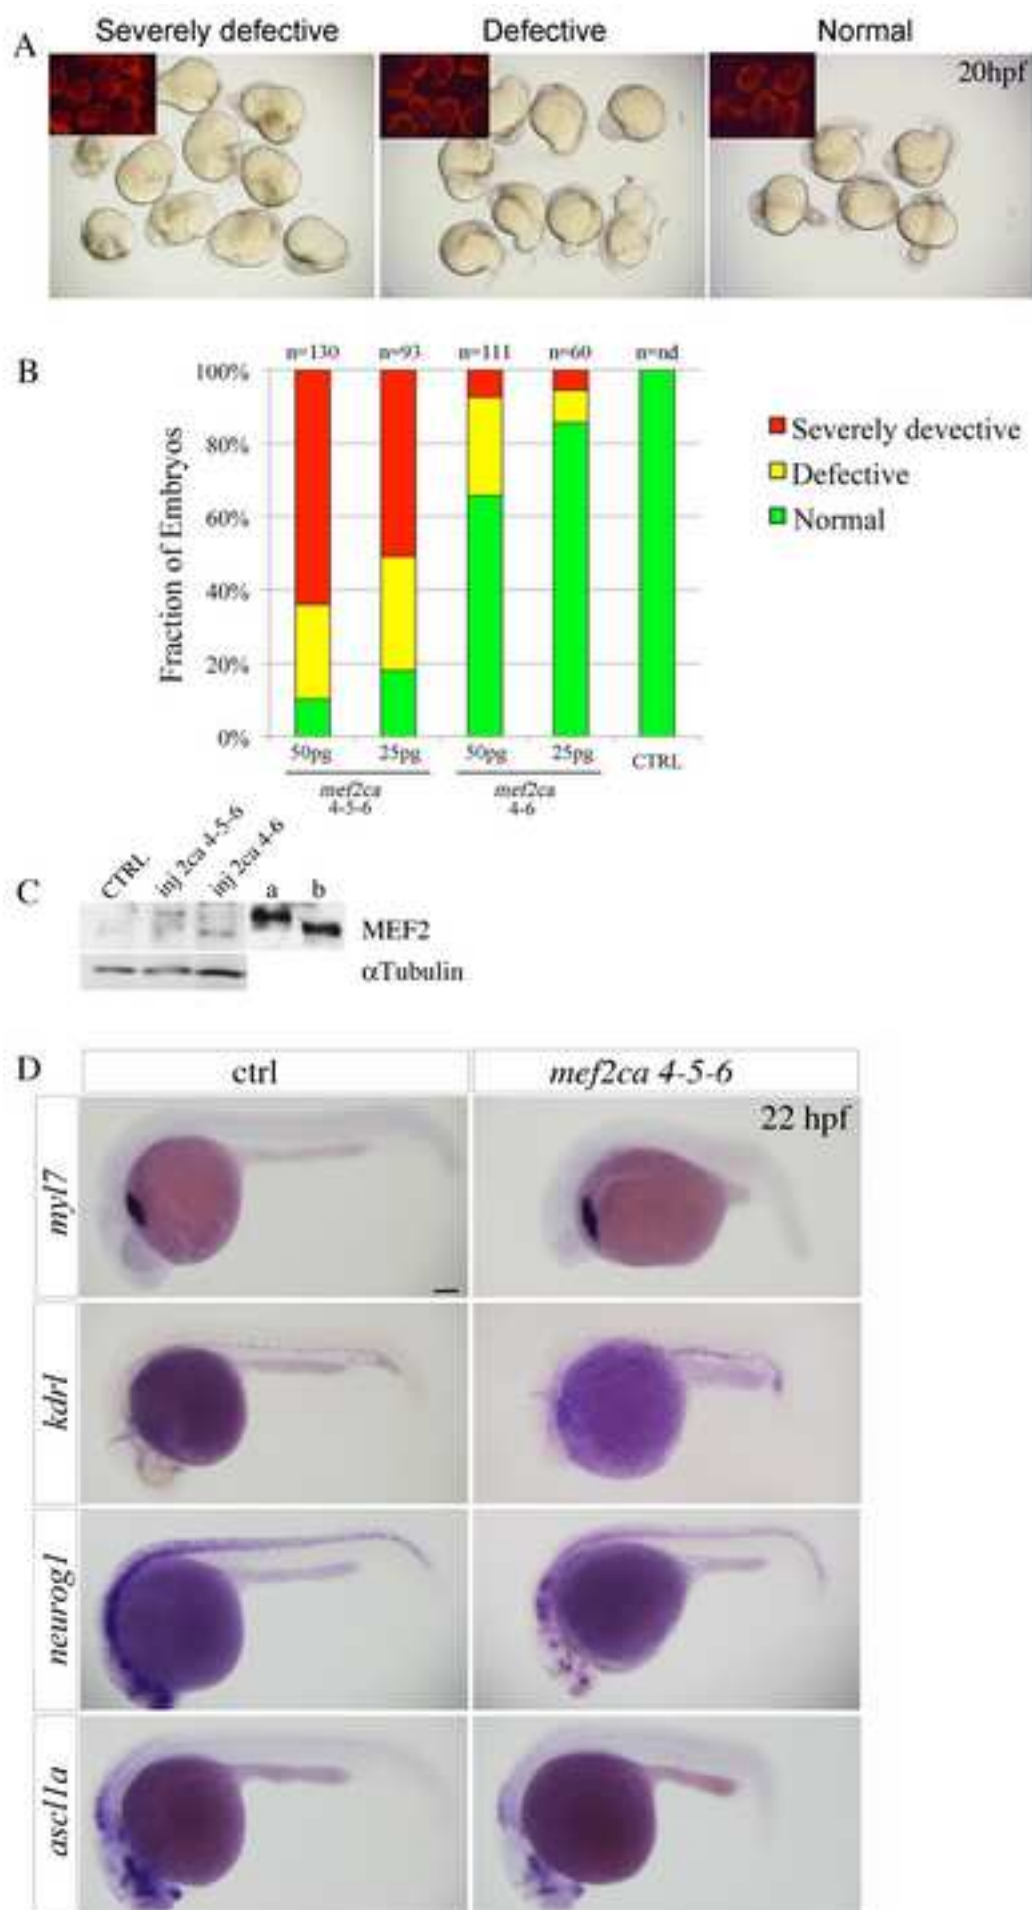 A
Severely defective
Defective
Normal
20hpf
B
n=130
n=93
n=111
n=60
n=nd
100%
80%
60%
40%
20%
0%
Fraction of Embryos
Severely devective
Defective
Normal
50pg
25pg
50pg
25pg
CTRL
mef2ca
4-5-6
mef2ca
4-6
C
CTRL
inj 2ca 4-5-6
inj 2ca 4-6
a
b
MEF2
αTubulin
D
ctrl
mef2ca 4-5-6
22 hpf
myl7
kdrl
neurog1
ascl1a